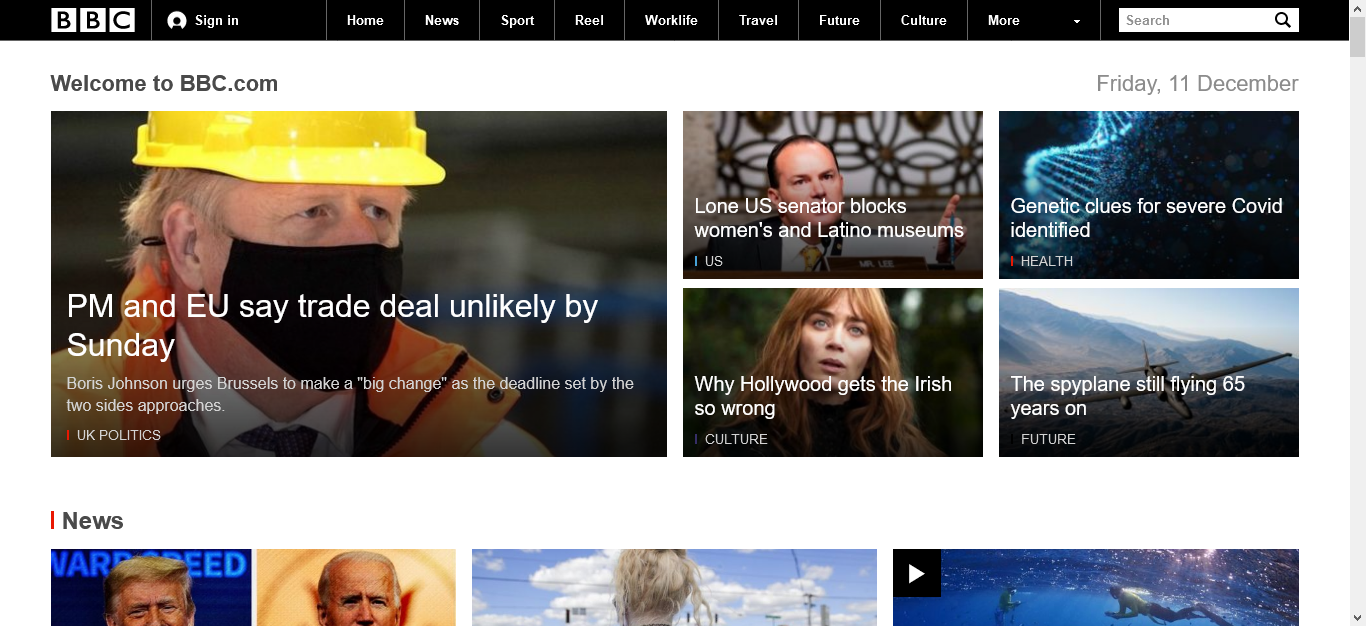 BBC
Sign in
Home
News
Sport
Reel
Worklife
Travel
Future
Culture
More
Search
Welcome to BBC.com
Friday, 11 December
PM and EU say trade deal unlikely by
Sunday
Boris Johnson urges Brussels to make a "big change" as the deadline set by the
two sides approaches.
UK POLITICS
Lone US senator blocks
women's and Latino museums
US
MR. LEE
Genetic clues for severe Covid
identified
HEALTH
Why Hollywood gets the Irish
so wrong
CULTURE
The spyplane still flying 65
years on
FUTURE
News